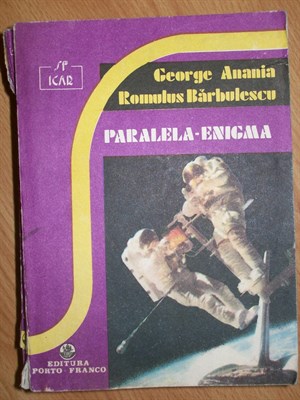 SF
ICAR
George Anania
Romulus Bărbulescu
PARALELA-ENIGMA
EDITURA
PORTO-FRANCO